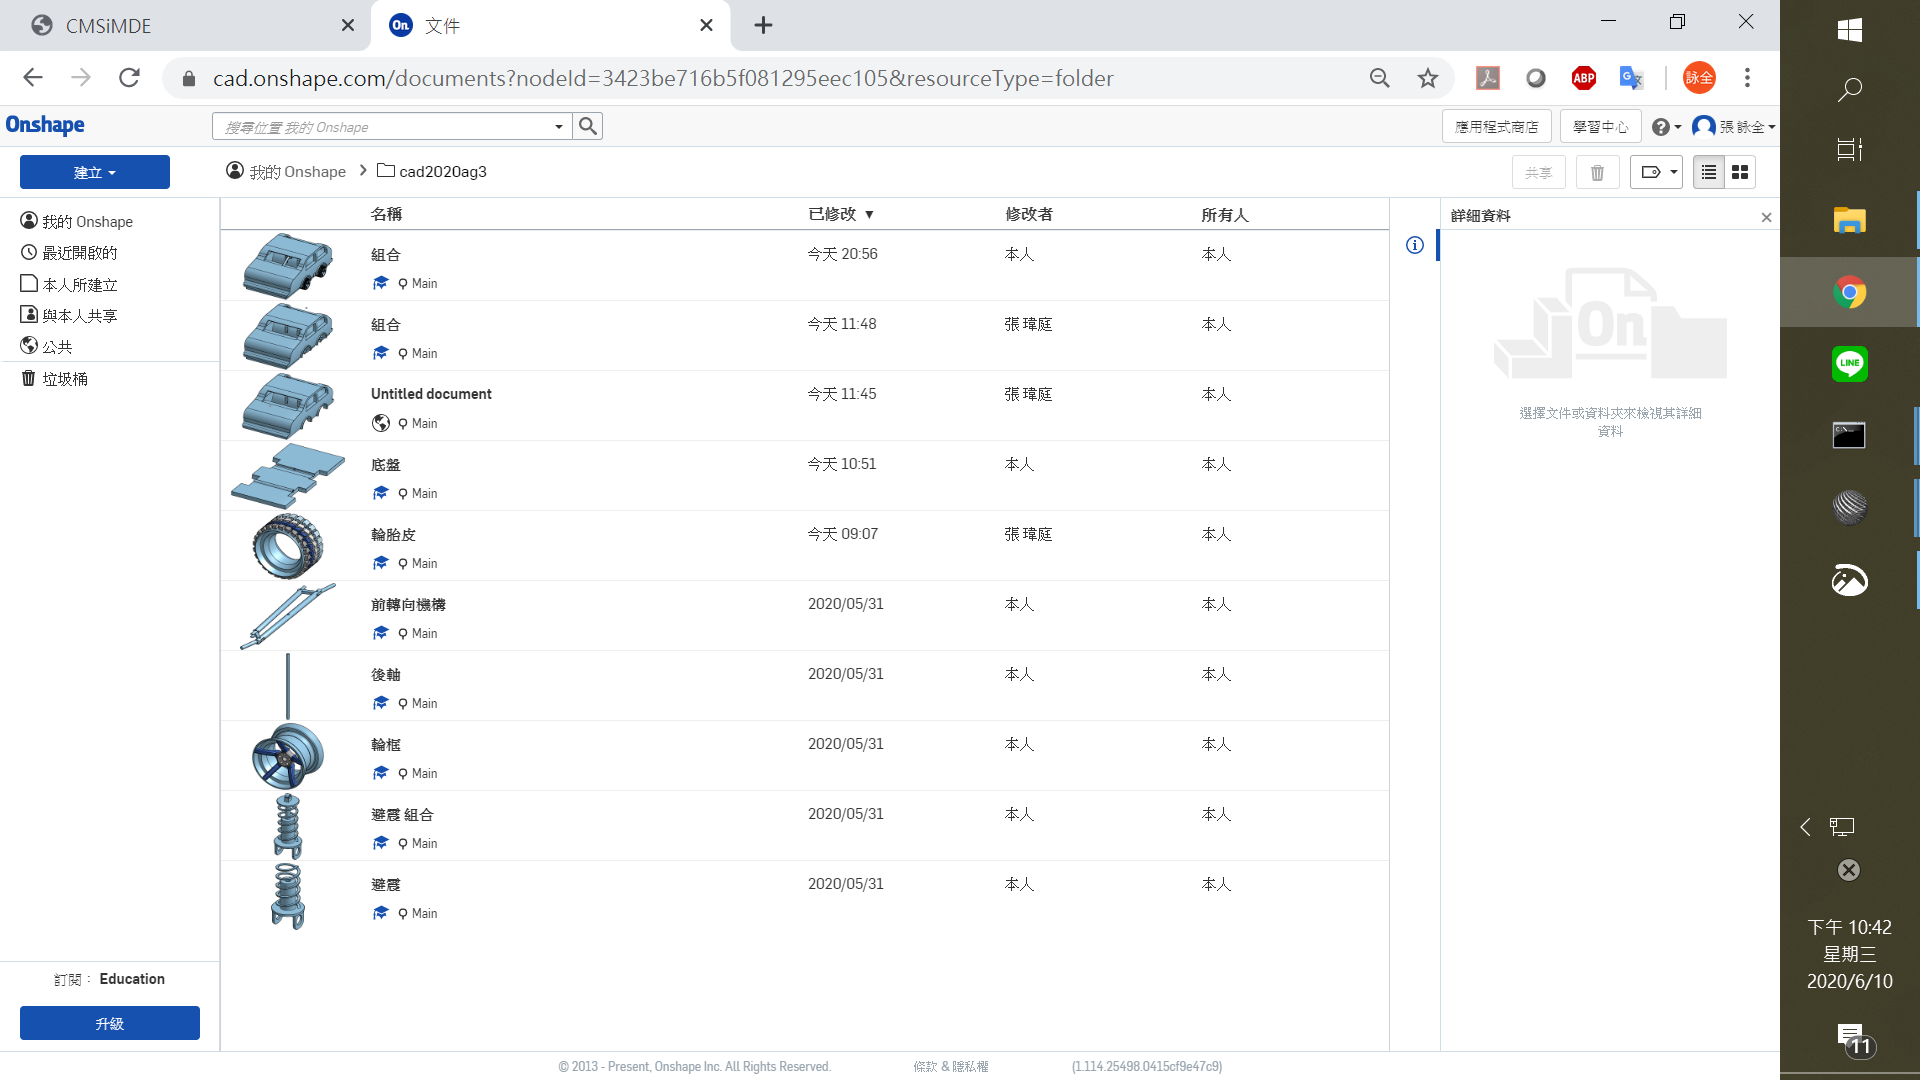 CMSiMDE
On 文件
cad.onshape.com/documents?nodeId=3423be716b5f081295eec105&resourceType=folder
ABP
詠全
Onshape
搜尋位置 我的 Onshape
應用程式商店
學習中心
張 詠全
建立
我的 Onshape
cad2020ag3
共享
我的 Onshape
最近開啟的
本人所建立
與本人共享
公共
垃圾桶
名稱 已修改 ▼ 修改者 所有人
組合 今天 20:56 本人 本人
Main
組合 今天 11:48 張 瑋庭 本人
Main
Untitled document 今天 11:45 張 瑋庭 本人
Main
底盤 今天 10:51 本人 本人
Main
輪胎皮 今天 09:07 張 瑋庭 本人
Main
前轉向機構 2020/05/31 本人 本人
Main
後軸 2020/05/31 本人 本人
Main
輪框 2020/05/31 本人 本人
Main
避震 組合 2020/05/31 本人 本人
Main
避震 2020/05/31 本人 本人
Main
詳細資料
On
選擇文件或資料夾來檢視其詳細
資料
訂閱： Education
升級
© 2013 - Present, Onshape Inc. All Rights Reserved. 條款 & 隱私權 (1.114.25498.0415cf9e47c9)
LINE
下午 10:42
星期三
2020/6/10
11